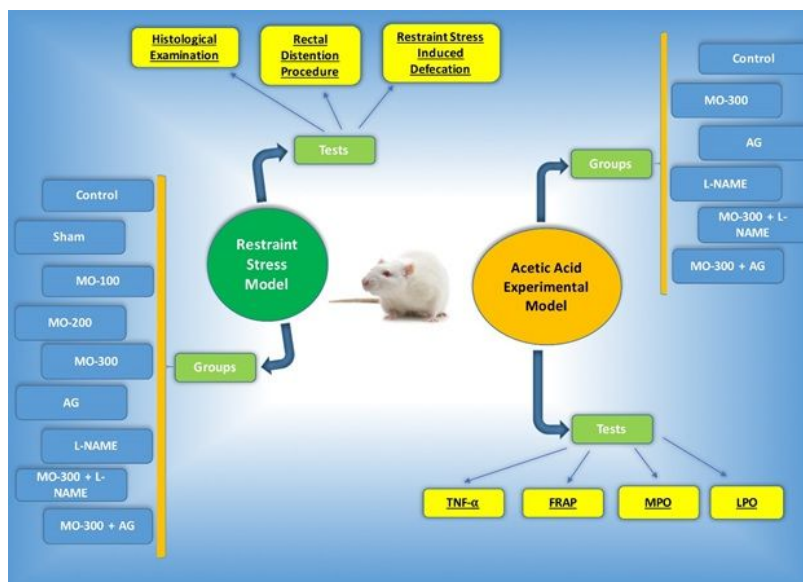 Histological
Examination
Rectal
Distention
Procedure
Restraint Stress
Induced
Defecation
Tests
Restraint
Stress
Model
Groups
Control
Sham
MO-100
MO-200
MO-300
AG
L-NAME
MO-300 + L-
NAME
MO-300 + AG
Acetic Acid
Experimental
Model
Groups
Control
MO-300
AG
L-NAME
MO-300 + L-
NAME
MO-300 + AG
Tests
TNF-α
FRAP
MPO
LPO